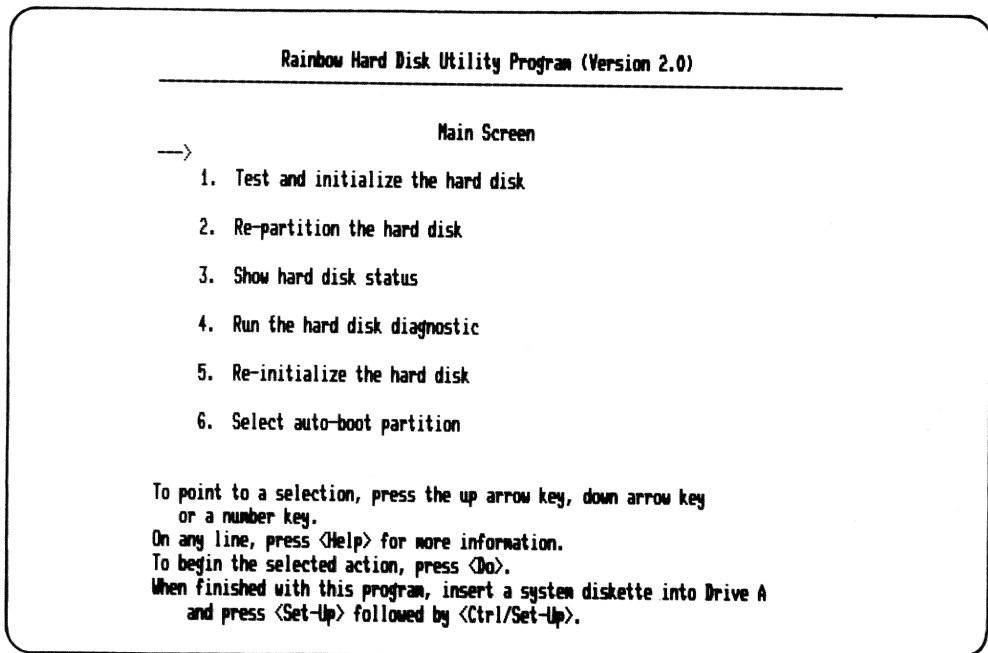 Rainbow Hard Disk Utility Program (Version 2.0)
Main Screen
--->
1. Test and initialize the hard disk
2. Re-partition the hard disk
3. Show hard disk status
4. Run the hard disk diagnostic
5. Re-initialize the hard disk
6. Select auto-boot partition
To point to a selection, press the up arrow key, down arrow key
or a number key.
On any line, press <Help> for more information.
To begin the selected action, press <Do>.
When finished with this program, insert a system diskette into Drive A
and press <Set-Up> followed by <Ctrl/Set-Up>.